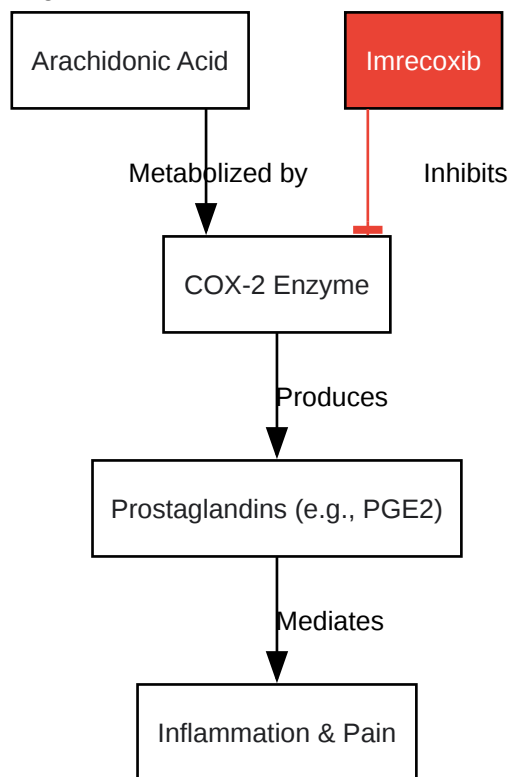 Arachidonic Acid
Imrecoxib
Metabolized by
Inhibits
COX-2 Enzyme
Produces
Prostaglandins (e.g., PGE2)
Mediates
Inflammation & Pain